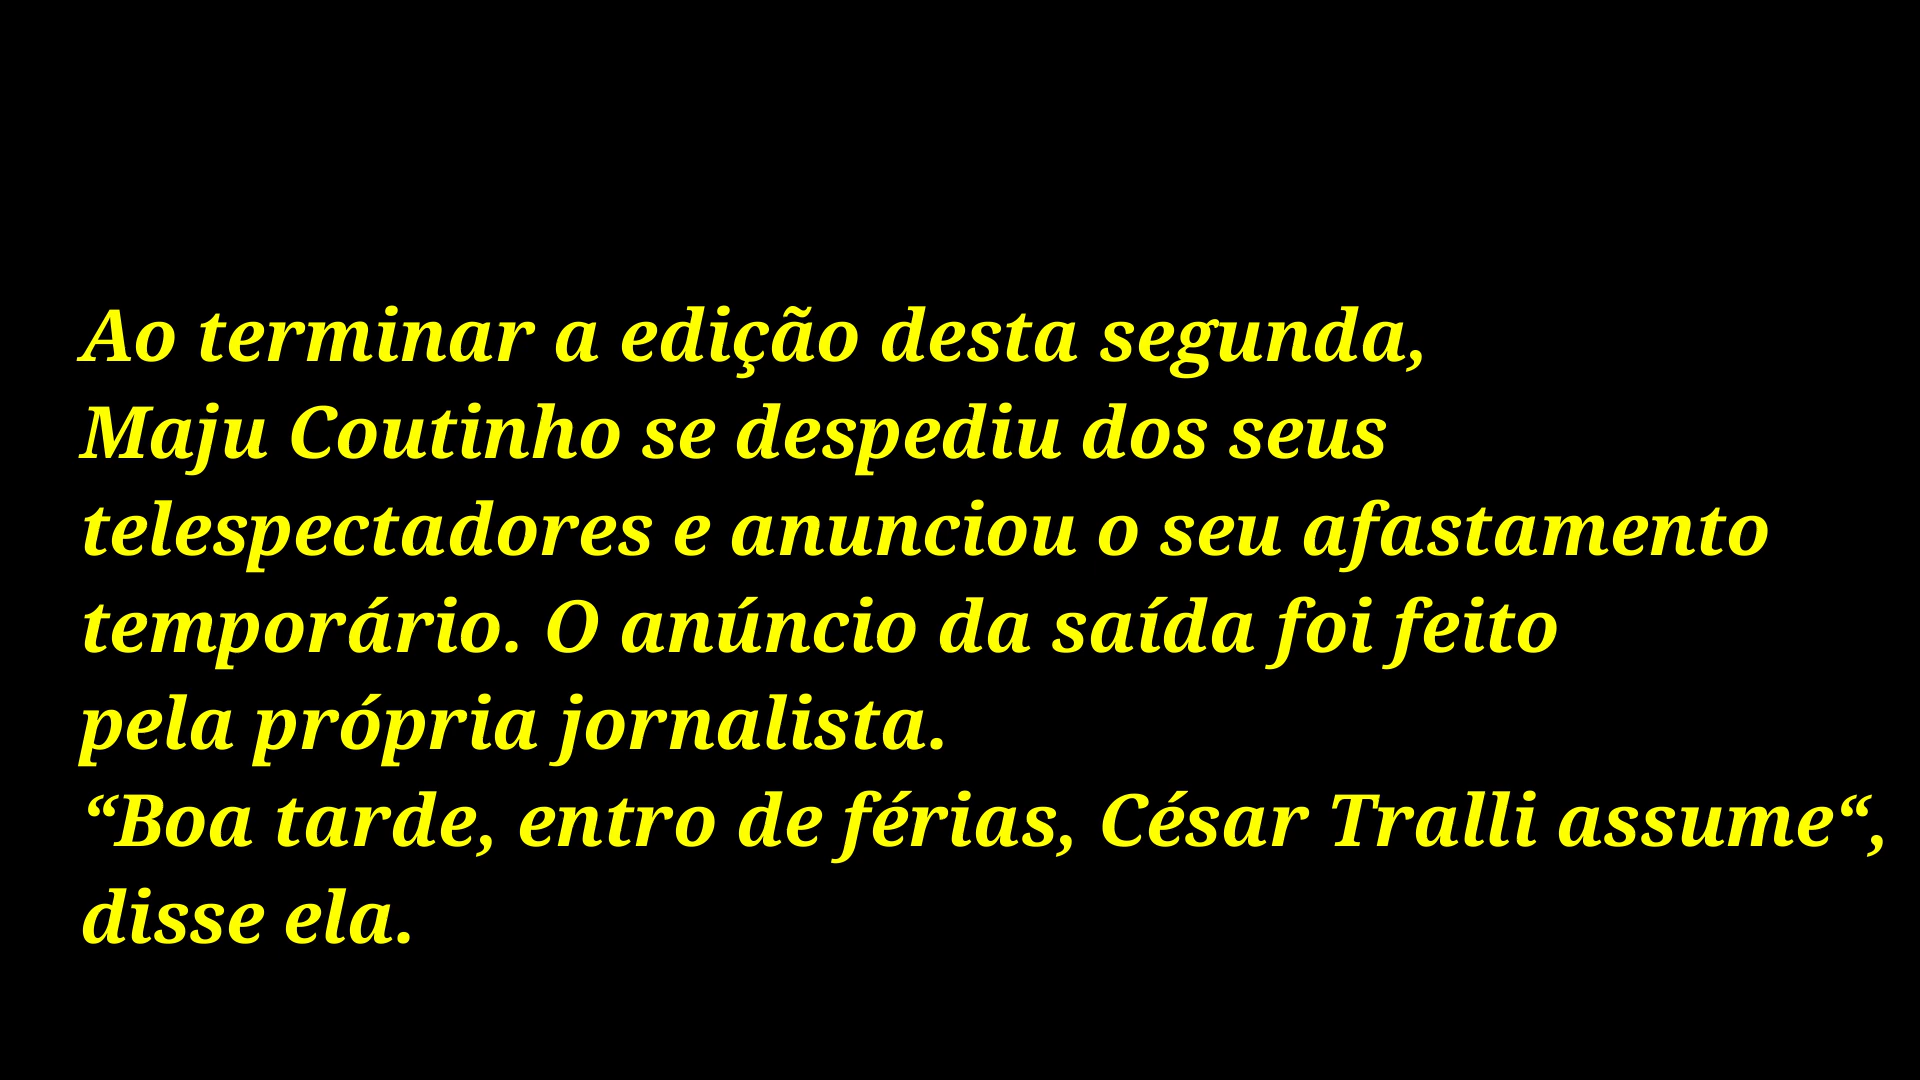 Ao terminar a edição desta segunda,
Maju Coutinho se despediu dos seus
telespectadores e anunciou o seu afastamento
temporário. O anúncio da saída foi feito
pela própria jornalista.
“Boa tarde, entro de férias, César Tralli assume“,
disse ela.